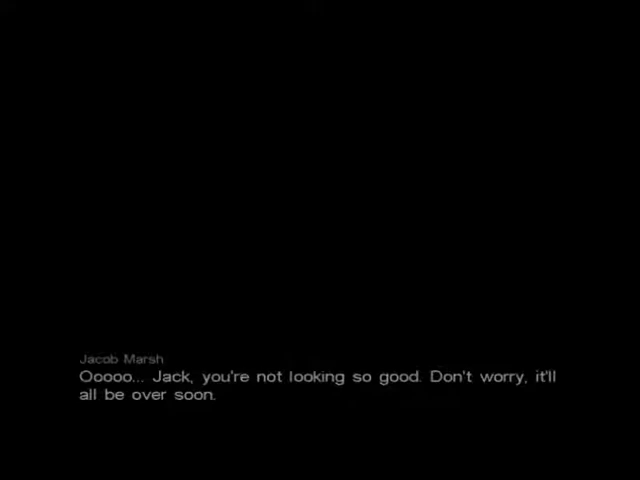 Jacob Marsh
Ooooo... Jack, you're not looking so good. Don't worry, it'll
all be over soon.